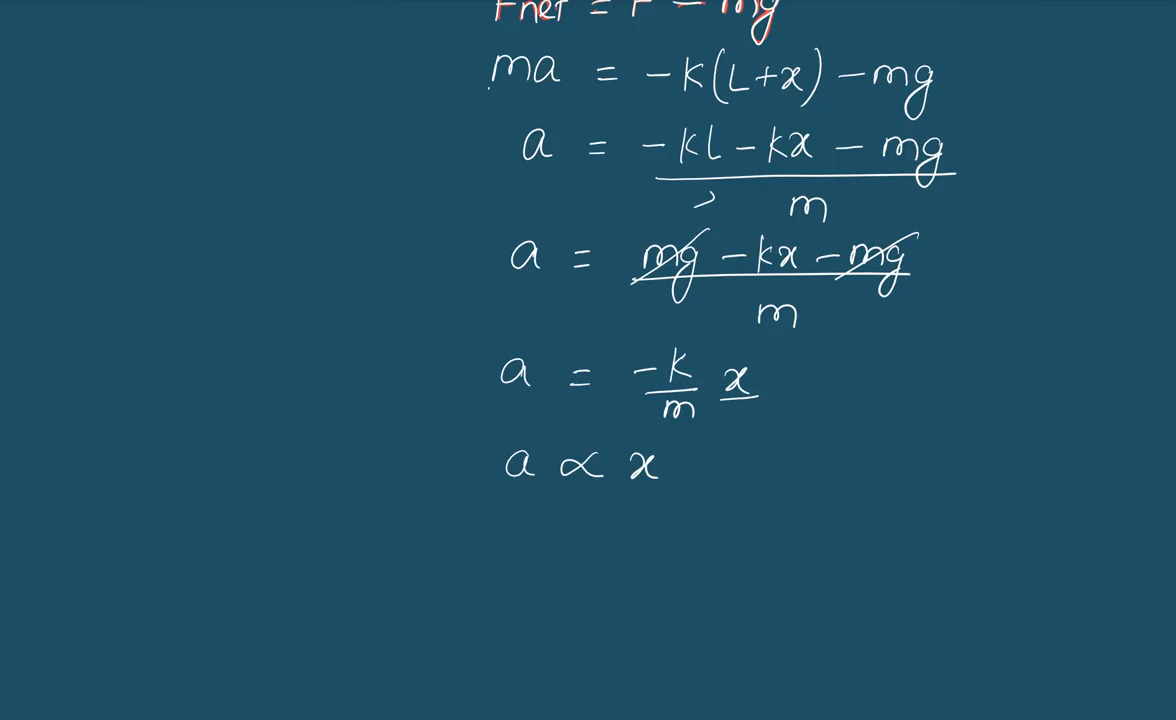 Fnet = F - mg
ma = -K(L+x) - mg
a = -kl - kx - mg / m
a = mg - kx - mg / m
a = -k/m x
a ∝ x